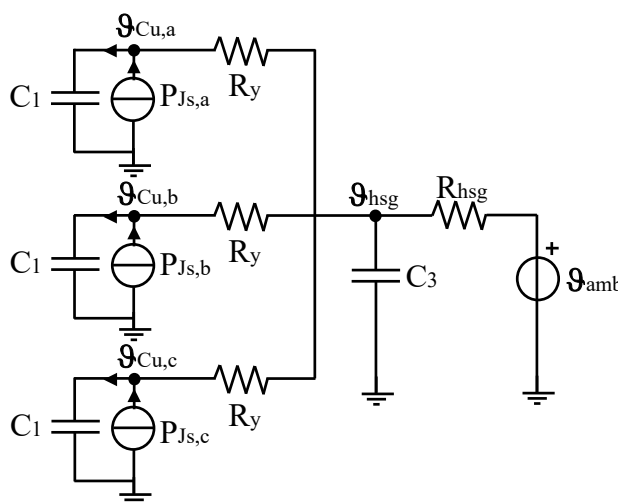 ϑCu,a
C1
PJs,a
Ry
ϑCu,b
C1
PJs,b
Ry
ϑhsg
Rhsg
C3
+
ϑamb
ϑCu,c
C1
PJs,c
Ry